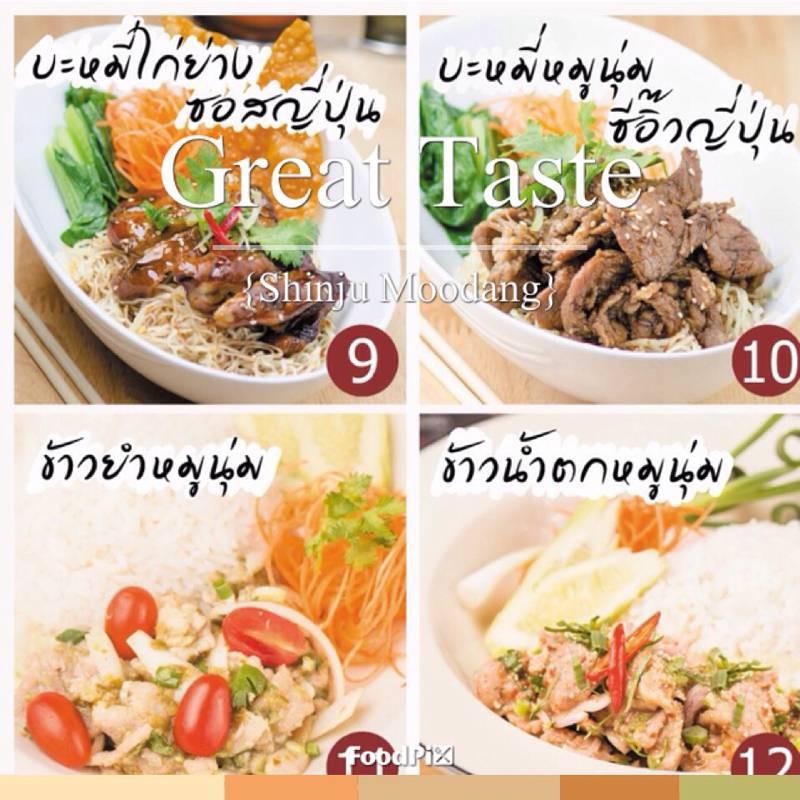 บะหมี่ไก่ย่าง
ซอสญี่ปุ่น
บะหมี่หมูนุ่ม
ซีอิ๊วญี่ปุ่น
Great Taste
{Shinju Moodang}
9
10
ข้าวยำหมูนุ่ม
ข้าวน้ำตกหมูนุ่ม
11
FoodPix
12